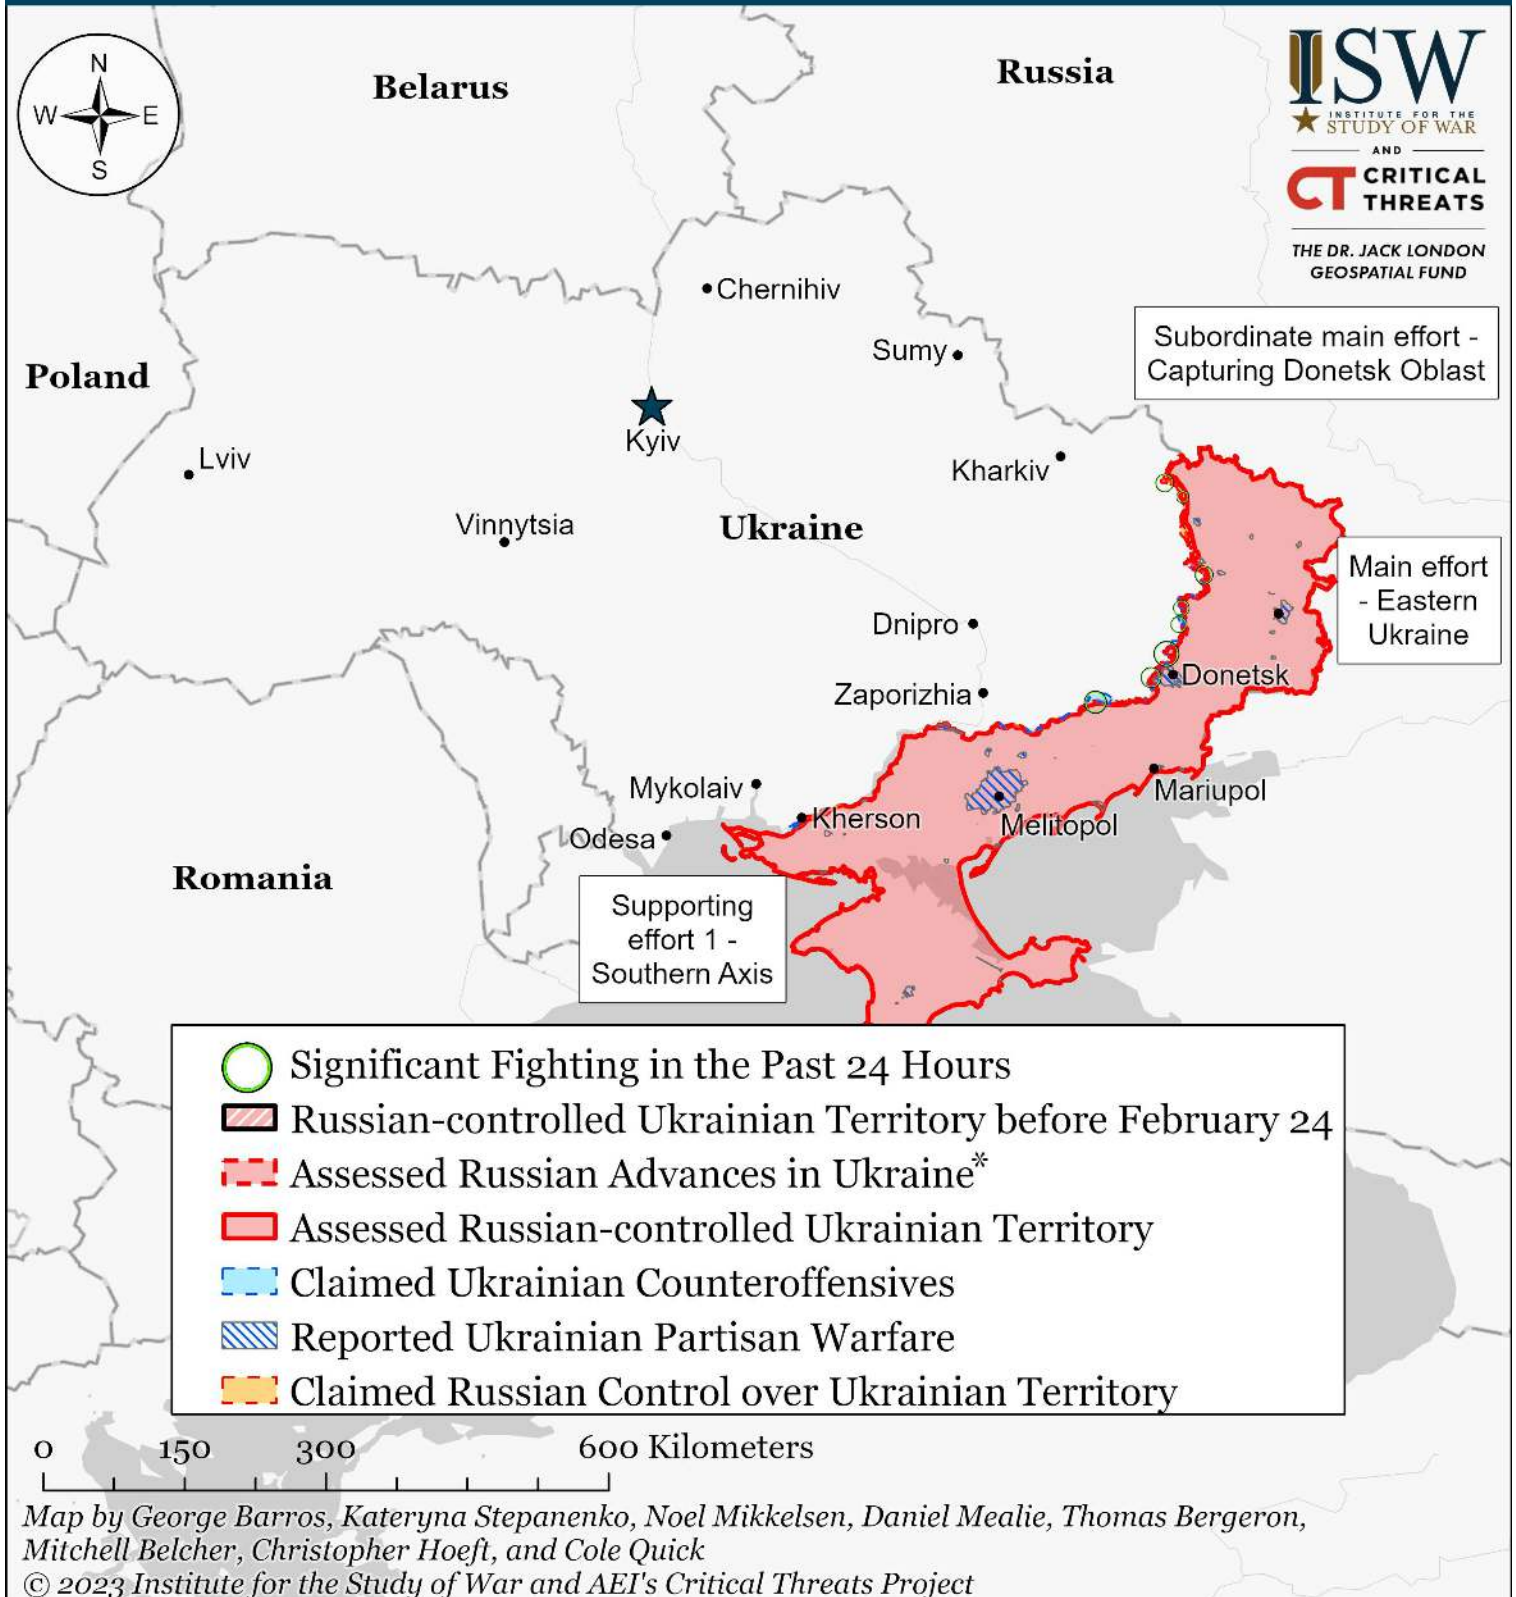 N
W
E
S
Belarus
Russia
ISW
INSTITUTE FOR THE
STUDY OF WAR
AND
CT CRITICAL
THREATS
THE DR. JACK LONDON
GEOSPATIAL FUND
Chernihiv
Sumy
Subordinate main effort -
Capturing Donetsk Oblast
Poland
Kyiv
Lviv
Kharkiv
Vinnytsia
Ukraine
Main effort
- Eastern
Ukraine
Dnipro
Donetsk
Zaporizhia
Mykolaiv
Mariupol
Kherson
Melitopol
Odesa
Romania
Supporting
effort 1 -
Southern Axis
Significant Fighting in the Past 24 Hours
Russian-controlled Ukrainian Territory before February 24
Assessed Russian Advances in Ukraine*
Assessed Russian-controlled Ukrainian Territory
Claimed Ukrainian Counteroffensives
Reported Ukrainian Partisan Warfare
Claimed Russian Control over Ukrainian Territory
0 150 300 600 Kilometers
Map by George Barros, Kateryna Stepanenko, Noel Mikkelsen, Daniel Mealie, Thomas Bergeron,
Mitchell Belcher, Christopher Hoeft, and Cole Quick
© 2023 Institute for the Study of War and AEI's Critical Threats Project